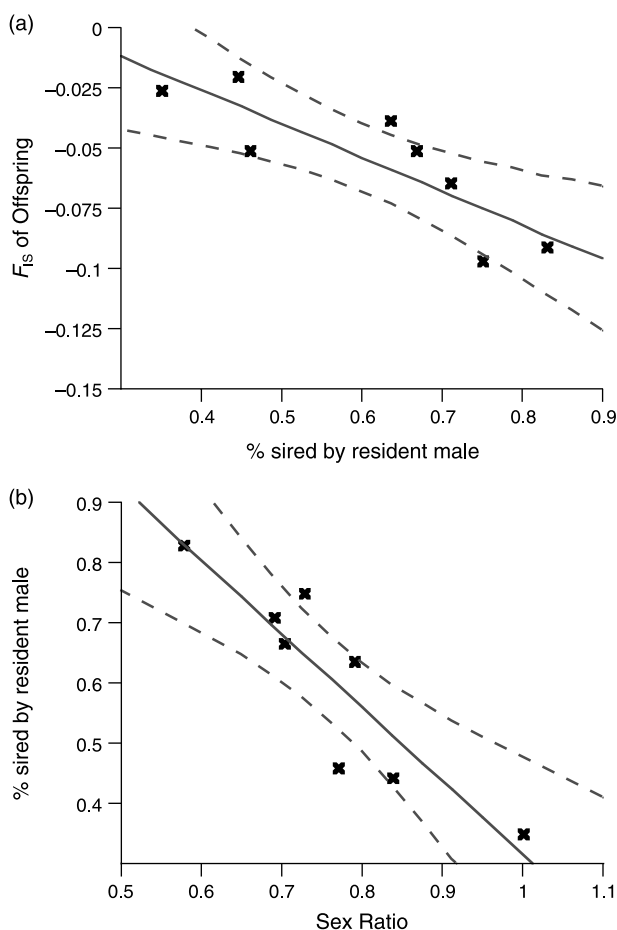 (a)
0
–0.025
–0.05
–0.075
–0.1
–0.125
–0.15
F_IS of Offspring
0.4 0.5 0.6 0.7 0.8 0.9
% sired by resident male
(b)
0.9
0.8
0.7
0.6
0.5
0.4
% sired by resident male
0.5 0.6 0.7 0.8 0.9 1 1.1
Sex Ratio